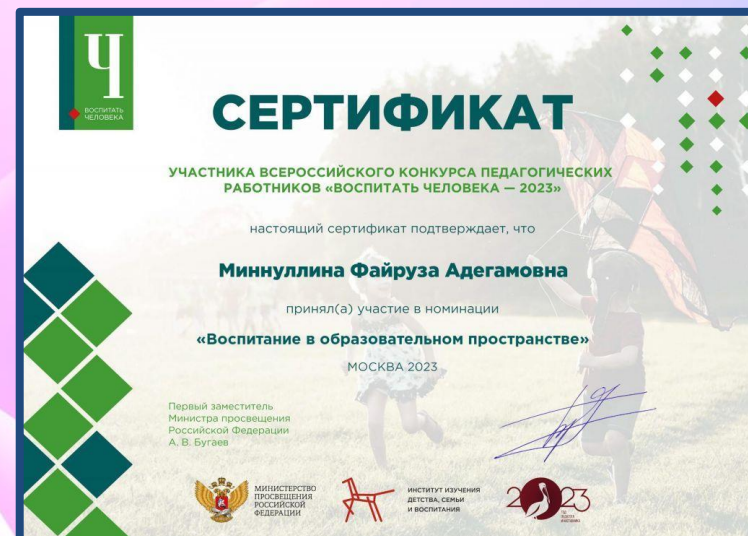 Ч
ВОСПИТАТЬ
ЧЕЛОВЕКА
СЕРТИФИКАТ
УЧАСТНИКА ВСЕРОССИЙСКОГО КОНКУРСА ПЕДАГОГИЧЕСКИХ
РАБОТНИКОВ «ВОСПИТАТЬ ЧЕЛОВЕКА — 2023»
настоящий сертификат подтверждает, что
Миннуллина Файруза Адегамовна
принял(а) участие в номинации
«Воспитание в образовательном пространстве»
МОСКВА 2023
Первый заместитель
Министра просвещения
Российской Федерации
А. В. Бугаев
МИНИСТЕРСТВО
ПРОСВЕЩЕНИЯ
РОССИЙСКОЙ
ФЕДЕРАЦИИ
ИНСТИТУТ ИЗУЧЕНИЯ
ДЕТСТВА, СЕМЬИ
И ВОСПИТАНИЯ
2023